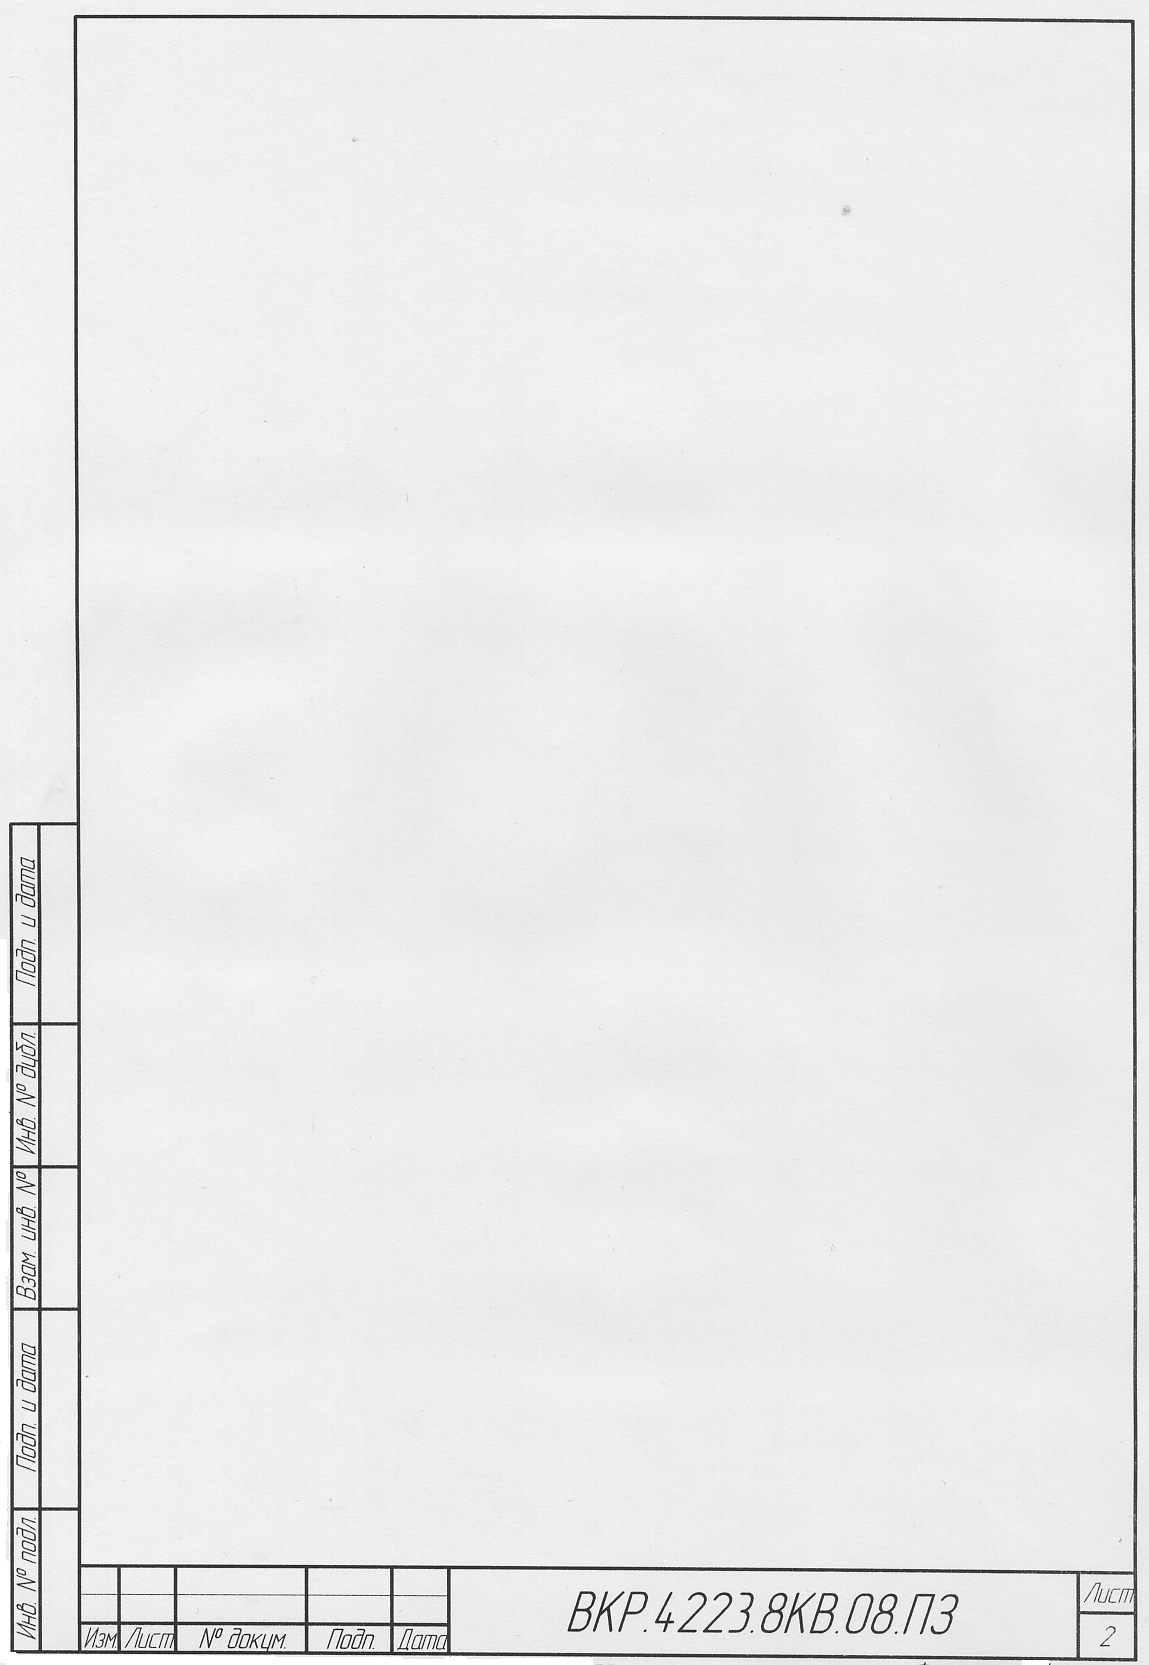 Подп. и дата
Инв. № дубл.
Взам. инв. №
Подп. и дата
Инв. № подл.
Изм. Лист № докум. Подп. Дата
ВКР.4223.8КВ.08.ПЗ
Лист
2